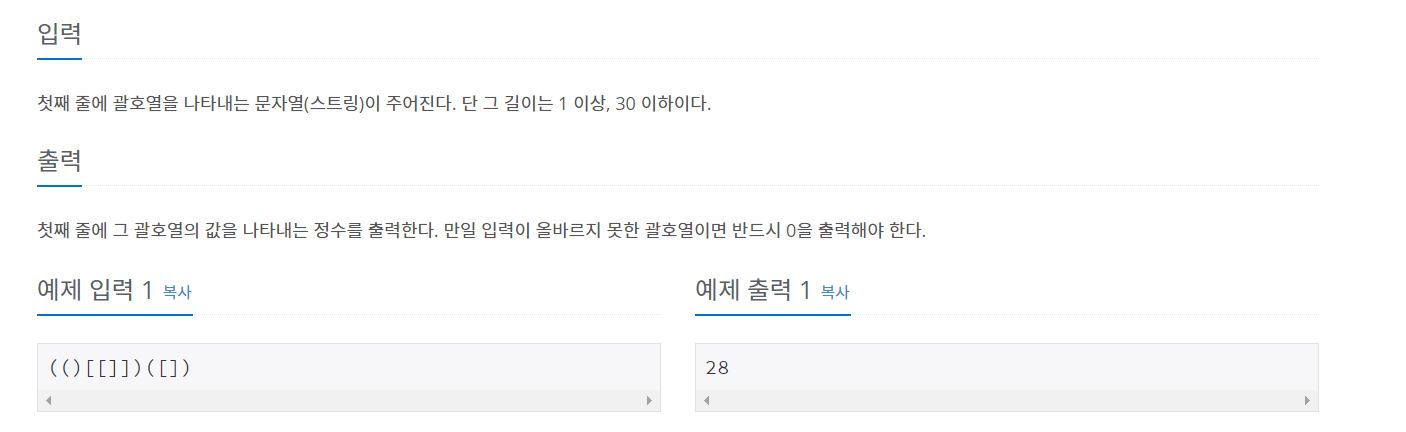 입력
첫째 줄에 괄호열을 나타내는 문자열(스트링)이 주어진다. 단 그 길이는 1 이상, 30 이하이다.
출력
첫째 줄에 그 괄호열의 값을 나타내는 정수를 출력한다. 만일 입력이 올바르지 못한 괄호열이면 반드시 0을 출력해야 한다.
예제 입력 1 복사
(()[[]])([])
예제 출력 1 복사
28